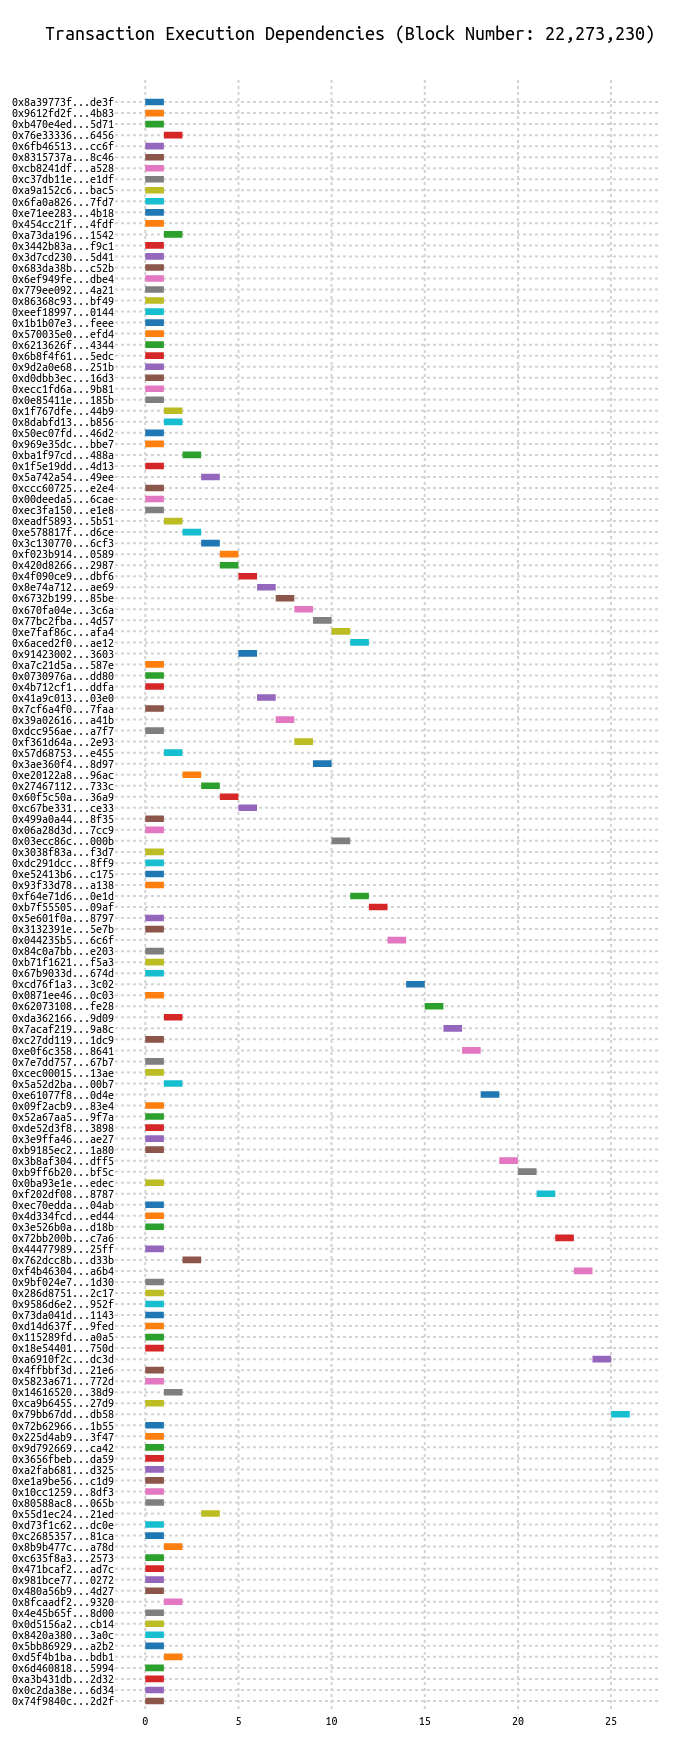 Transaction Execution Dependencies (Block Number: 22,273,230)
0x8a39773f...de3f
0x9612fd2f...4b83
0xb470e4ed...5d71
0x76e33336...6456
0x6fb46513...cc6f
0x8315737a...8c46
0xcb8241df...a528
0xc37db11e...e1df
0xa9a152c6...bac5
0x6fa0a826...7fd7
0xe71ee283...4b18
0x454cc21f...4fdf
0xa73da196...1542
0x3442b83a...f9c1
0x3d7cd230...5d41
0x683da38b...c52b
0x6ef949fe...dbe4
0x779ee092...4a21
0x86368c93...bf49
0xeef18997...0144
0x1b1b07e3...feee
0x570035e0...efd4
0x6213626f...4344
0x6b8f4f61...5edc
0x9d2a0e68...251b
0xd0dbb3ec...16d3
0xecc1fd6a...9b81
0x0e85411e...185b
0x1f767dfe...44b9
0x8dabfd13...b856
0x50ec07fd...46d2
0x969e35dc...bbe7
0xba1f97cd...488a
0x1f5e19dd...4d13
0x5a742a54...49ee
0xccc60725...e2e4
0x00deeda5...6cae
0xec3fa150...e1e8
0xeadf5893...5b51
0xe578817f...d6ce
0x3c130770...6cf3
0xf023b914...0589
0x420d8266...2987
0x4f090ce9...dbf6
0x8e74a712...ae69
0x6732b199...85be
0x670fa04e...3c6a
0x77bc2fba...4d57
0xe7faf86c...afa4
0x6aced2f0...ae12
0x91423002...3603
0xa7c21d5a...587e
0x0730976a...dd80
0x4b712cf1...ddfa
0x41a9c013...03e0
0x7cf6a4f0...7faa
0x39a02616...a41b
0xdcc956ae...a7f7
0xf361d64a...2e93
0x57d68753...e455
0x3ae360f4...8d97
0xe20122a8...96ac
0x27467112...733c
0x60f5c50a...36a9
0xc67be331...ce33
0x499a0a44...8f35
0x06a28d3d...7cc9
0x03ecc86c...000b
0x3038f83a...f3d7
0xdc291dcc...8ff9
0xe52413b6...c175
0x93f33d78...a138
0xf64e71d6...0e1d
0xb7f55505...09af
0x5e601f0a...8797
0x3132391e...5e7b
0x044235b5...6c6f
0x84c0a7bb...e203
0xb71f1621...f5a3
0x67b9033d...674d
0xcd76f1a3...3c02
0x0871ee46...0c03
0x62073108...fe28
0xda362166...9d09
0x7acaf219...9a8c
0xc27dd119...1dc9
0xe0f6c358...8641
0x7e7dd757...67b7
0xcec00015...13ae
0x5a52d2ba...00b7
0xe61077f8...0d4e
0x09f2acb9...83e4
0x52a67aa5...9f7a
0xde52d3f8...3898
0x3e9ffa46...ae27
0xb9185ec2...1a80
0x3b8af304...dff5
0xb9ff6b20...bf5c
0x0ba93e1e...edec
0xf202df08...8787
0xec70edda...04ab
0x4d334fcd...ed44
0x3e526b0a...d18b
0x72bb200b...c7a6
0x44477989...25ff
0x762dcc8b...d33b
0xf4b46304...a6b4
0x9bf024e7...1d30
0x286d8751...2c17
0x9586d6e2...952f
0x73da041d...1143
0xd14d637f...9fed
0x115289fd...a0a5
0x18e54401...750d
0xa6910f2c...dc3d
0x4ffbbf3d...21e6
0x5823a671...772d
0x14616520...38d9
0xca9b6455...27d9
0x79bb67dd...db58
0x72b62966...1b55
0x225d4ab9...3f47
0x9d792669...ca42
0x3656fbeb...da59
0xa2fab681...d325
0xe1a9be56...c1d9
0x10cc1259...8df3
0x80588ac8...065b
0x55d1ec24...21ed
0xd73f1c62...dc0e
0xc2685357...81ca
0x8b9b477c...a78d
0xc635f8a3...2573
0x471bcaf2...ad7c
0x981bce77...0272
0x480a56b9...4d27
0x8fcaadf2...9320
0x4e45b65f...8d00
0x0d5156a2...cb14
0x8420a380...3a0c
0x5bb86929...a2b2
0xd5f4b1ba...bdb1
0x6d460818...5994
0xa3b431db...2d32
0x0c2da38e...6d34
0x74f9840c...2d2f
0 5 10 15 20 25